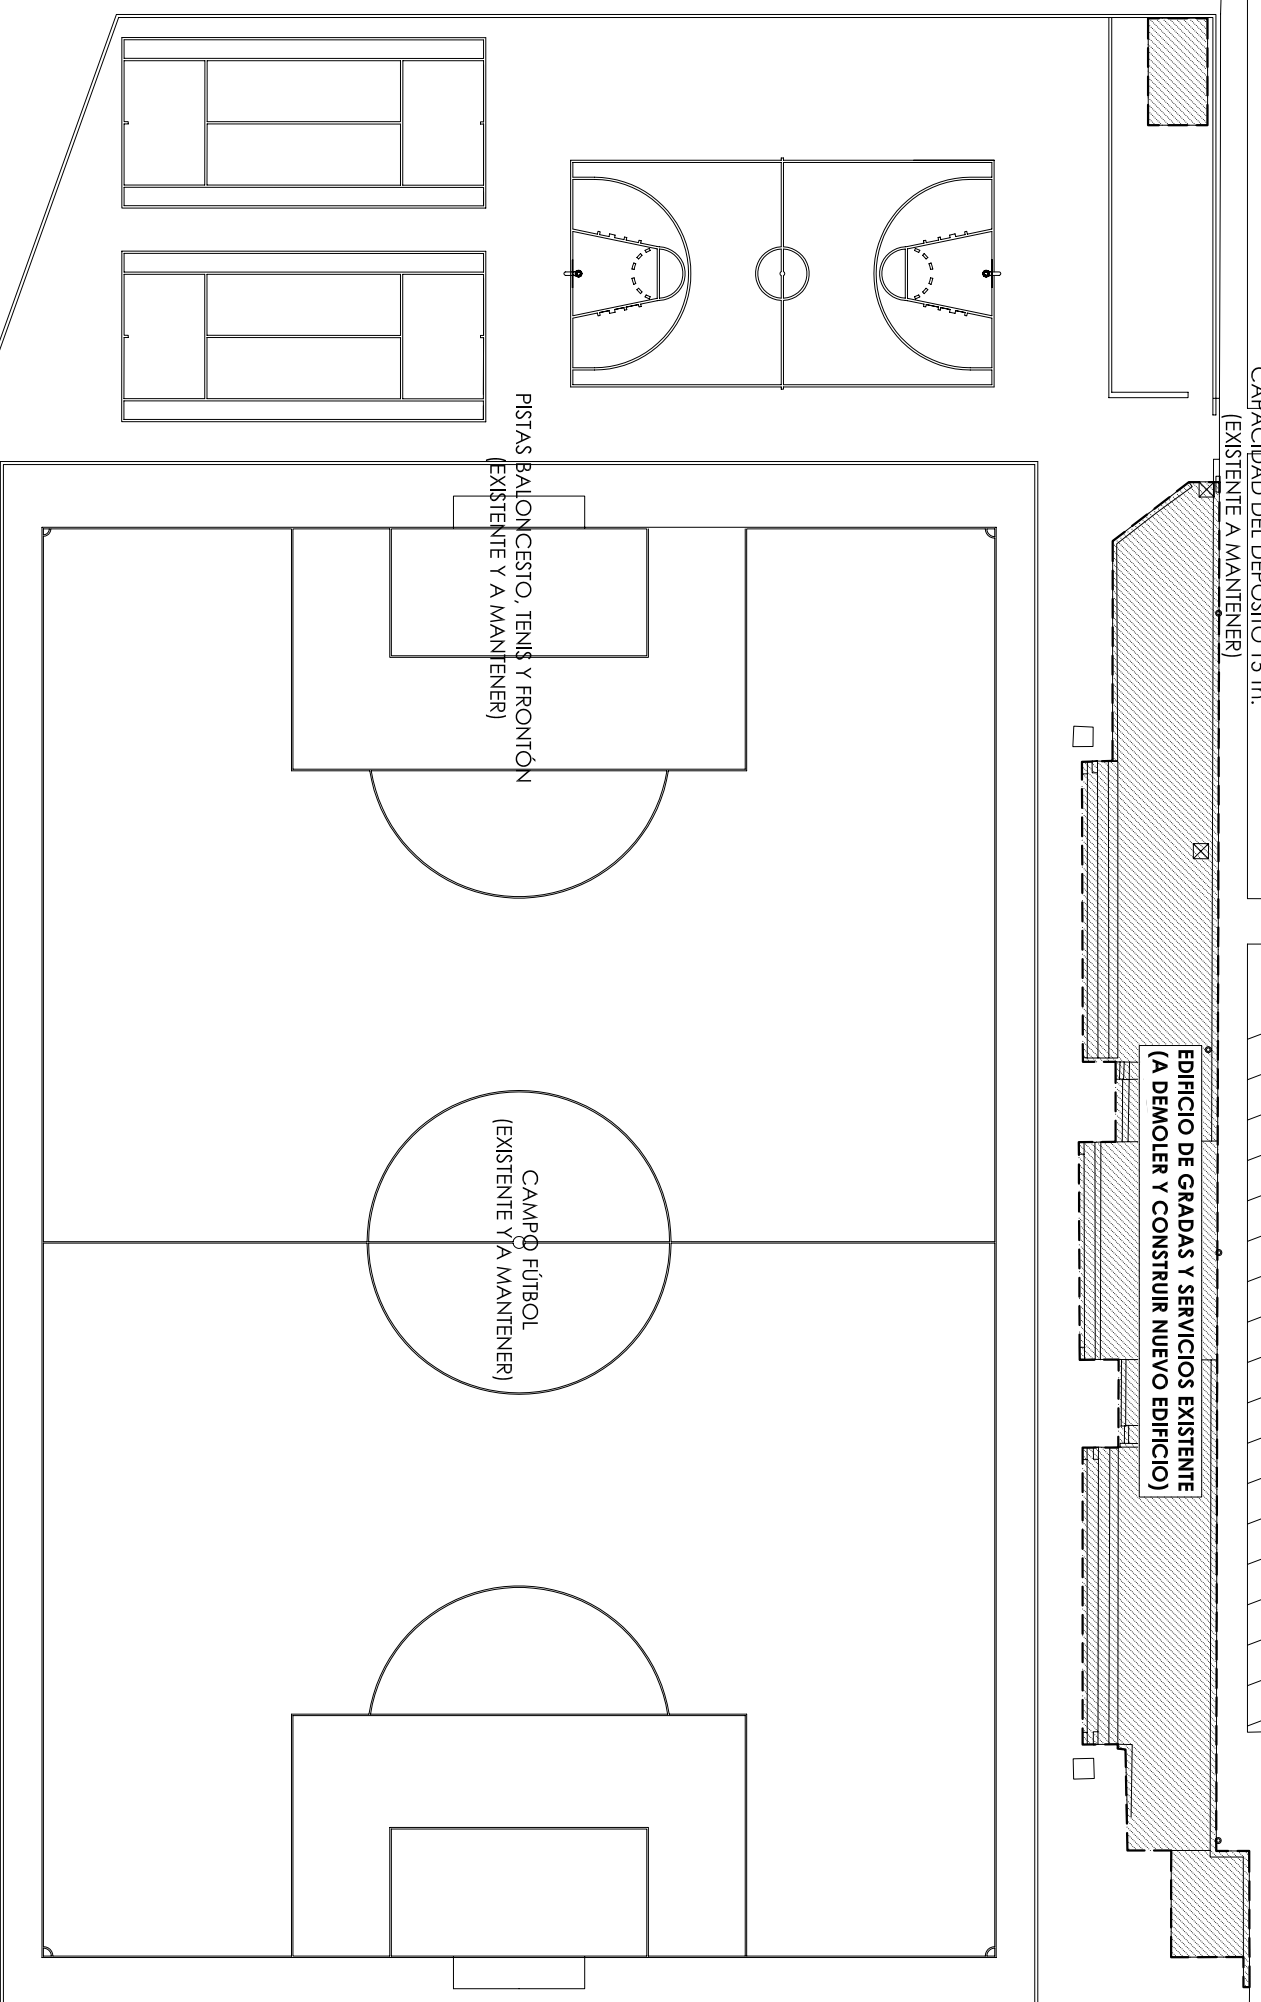 CAPACIDAD DEL DEPÓSITO 15 m.
(EXISTENTE A MANTENER)
PISTAS BALONCESTO, TENIS Y FRONTÓN
(EXISTENTE Y A MANTENER)
EDIFICIO DE GRADAS Y SERVICIOS EXISTENTE
(A DEMOLER Y CONSTRUIR NUEVO EDIFICIO)
CAMPO FÚTBOL
(EXISTENTE Y A MANTENER)